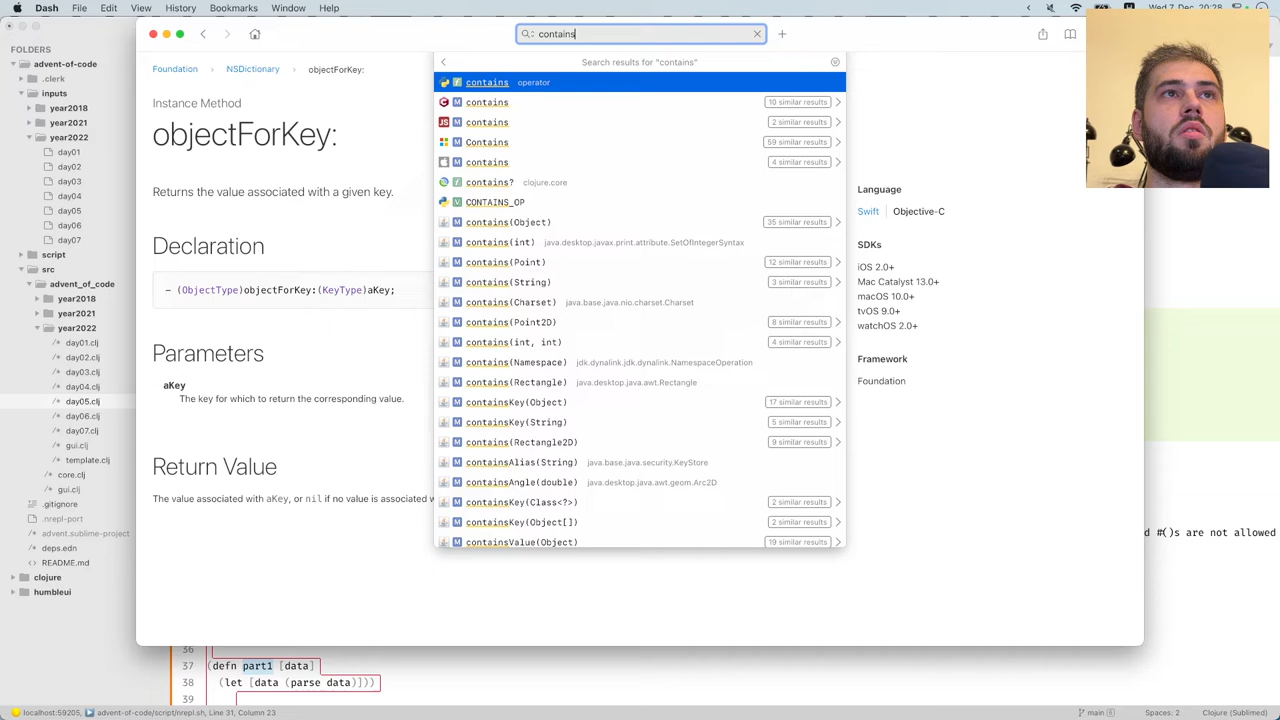 Dash File Edit View Window Help
Wed 7 Dec 20:28
FOLDERS
advent-of-code
.clerk
inputs
year2018
year2021
year2022
day01
day02
day03
day04
day05
day06
day07
script
src
advent_of_code
year2018
year2021
year2022
day01.clj
day02.clj
day03.clj
day04.clj
day05.clj
day06.clj
day07.clj
gui.clj
template.clj
core.clj
gui.clj
.gitignore
.nrepl-port
advent.sublime-project
deps.edn
README.md
clojure
humbleui
contains
Foundation > NSDictionary > objectForKey:
Instance Method
objectForKey:
Returns the value associated with a given key.
Declaration
- (ObjectType)objectForKey:(KeyType)aKey;
Parameters
aKey
The key for which to return the corresponding value.
Return Value
The value associated with aKey, or nil if no value is associated w
Search results for "contains"
contains operator
contains 10 similar results
contains 2 similar results
Contains 59 similar results
contains 4 similar results
contains? clojure.core
CONTAINS_OP
contains(Object) 35 similar results
contains(int) java.desktop.javax.print.attribute.SetOfIntegerSyntax
contains(Point) 12 similar results
contains(String) 3 similar results
contains(Charset) java.base.java.nio.charset.Charset
contains(Point2D) 8 similar results
contains(int, int) 4 similar results
contains(Namespace) jdk.dynalink.jdk.dynalink.NamespaceOperation
contains(Rectangle) java.desktop.java.awt.Rectangle
containsKey(Object) 17 similar results
containsKey(String) 5 similar results
contains(Rectangle2D) 9 similar results
containsAlias(String) java.base.java.security.KeyStore
containsAngle(double) java.desktop.java.awt.geom.Arc2D
containsKey(Class<?>) 2 similar results
containsKey(Object[]) 2 similar results
containsValue(Object) 19 similar results
Language
Swift Objective-C
SDKs
iOS 2.0+
Mac Catalyst 13.0+
macOS 10.0+
tvOS 9.0+
watchOS 2.0+
Framework
Foundation
d #()s are not allowed
36
37 (defn part1 [data]
38 (let [data (parse data)]))
39
localhost:59205, advent-of-code/script/nrepl.sh, Line 31, Column 23
main 6 Spaces: 2 Clojure (Sublimed)